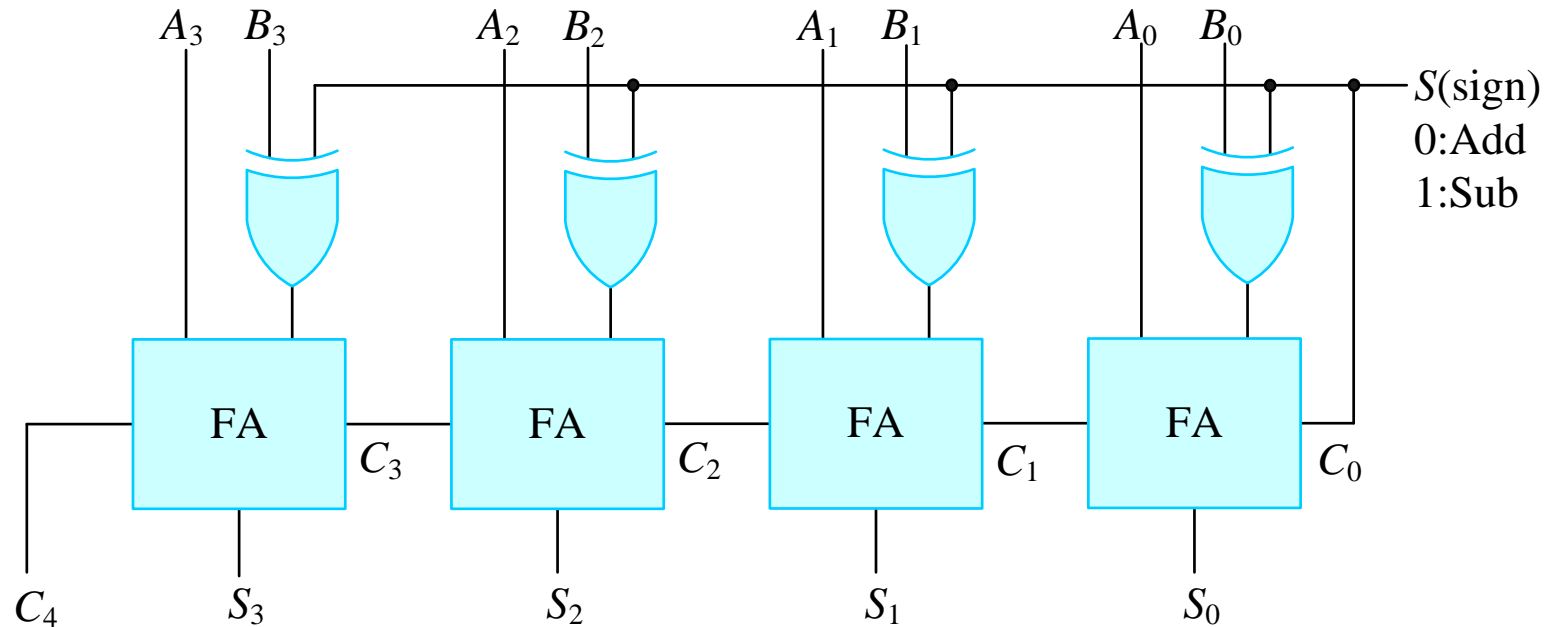 A₃ B₃ A₂ B₂ A₁ B₁ A₀ B₀
S(sign)
0:Add
1:Sub
FA FA FA FA
C₃ C₂ C₁ C₀
C₄ S₃ S₂ S₁ S₀